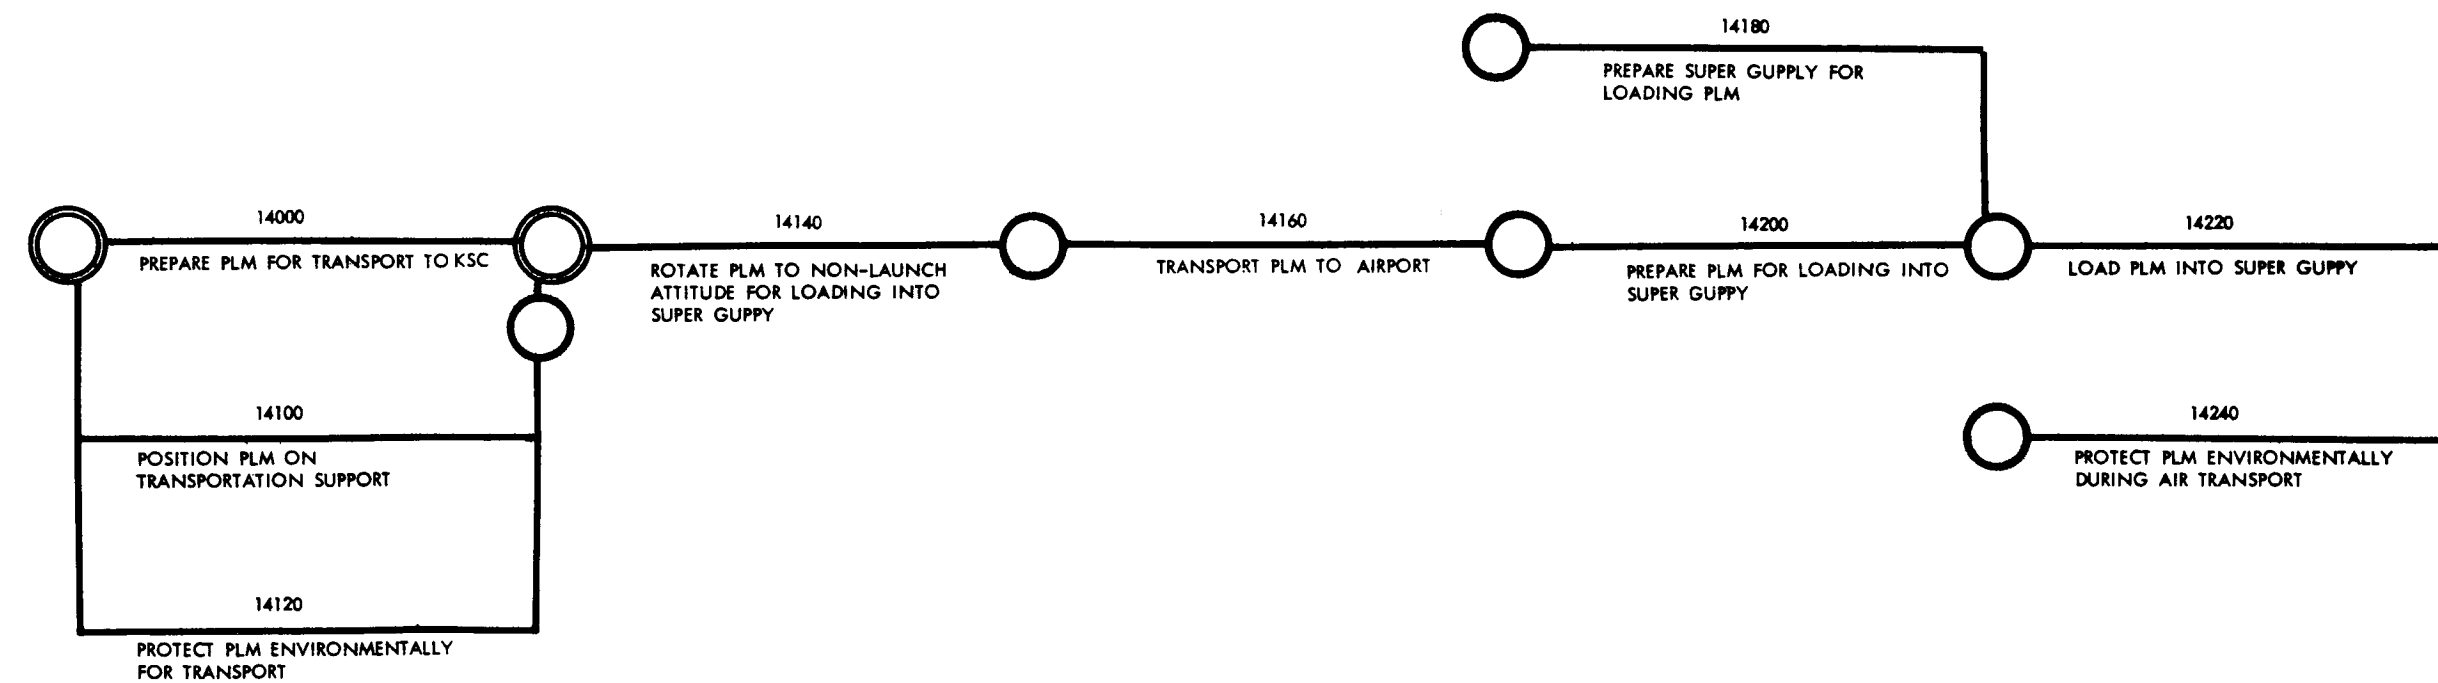 14180
PREPARE SUPER GUPPLY FOR
LOADING PLM
14000
PREPARE PLM FOR TRANSPORT TO KSC
14140
ROTATE PLM TO NON-LAUNCH
ATTITUDE FOR LOADING INTO
SUPER GUPPY
14160
TRANSPORT PLM TO AIRPORT
14200
PREPARE PLM FOR LOADING INTO
SUPER GUPPY
14220
LOAD PLM INTO SUPER GUPPY
14100
POSITION PLM ON
TRANSPORTATION SUPPORT
14240
PROTECT PLM ENVIRONMENTALLY
DURING AIR TRANSPORT
14120
PROTECT PLM ENVIRONMENTALLY
FOR TRANSPORT